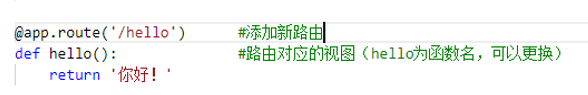 @app.route('/hello')      #添加新路由
def hello():              #路由对应的视图（hello为函数名，可以更换）
    return '你好！'